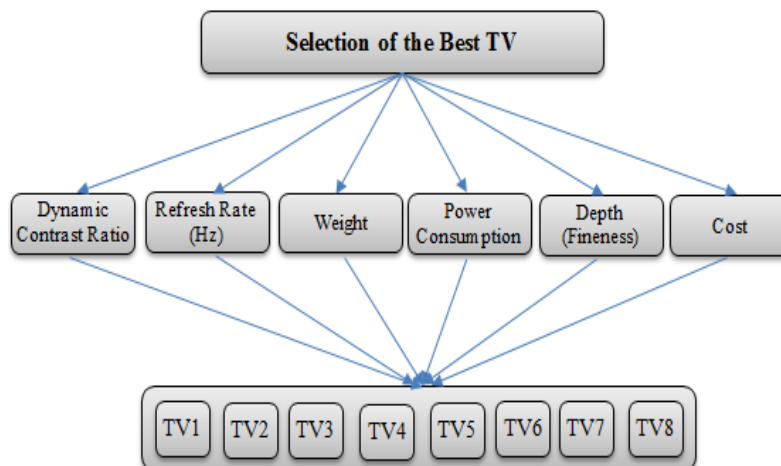 Selection of the Best TV
Dynamic
Contrast Ratio
Refresh Rate
(Hz)
Weight
Power
Consumption
Depth
(Fineness)
Cost
TV1
TV2
TV3
TV4
TV5
TV6
TV7
TV8